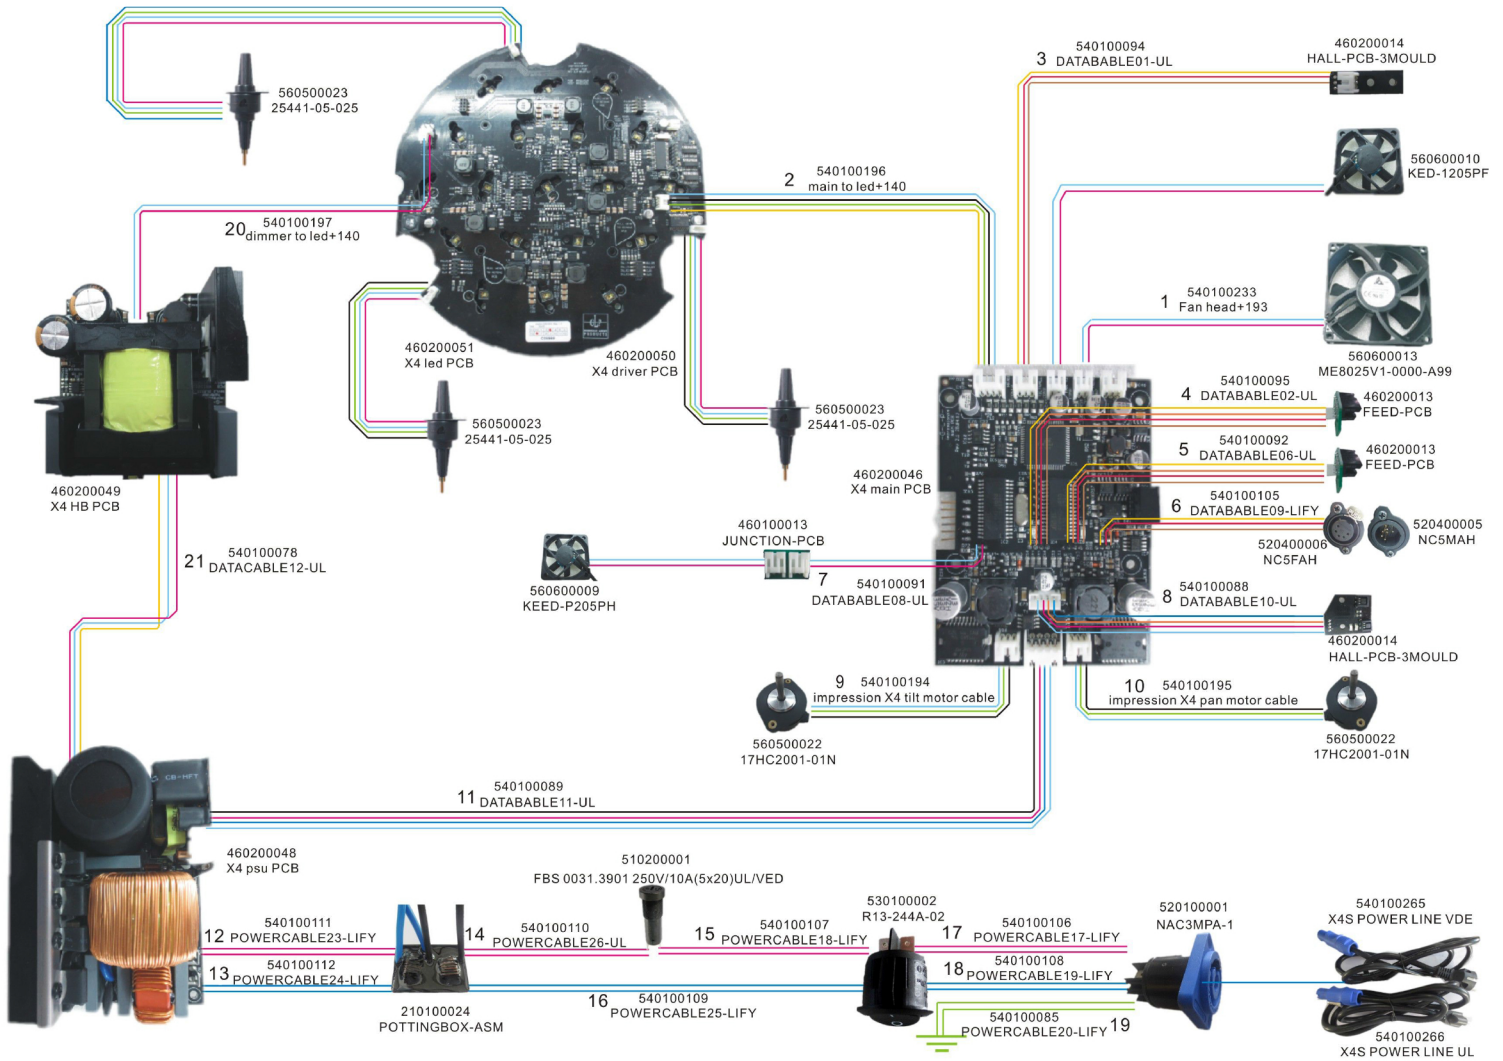 3
540100094
DATABABLE01-UL
460200014
HALL-PCB-3MOULD
560500023
25441-05-025
560600010
KED-1205PF
2
540100196
main to led+140
20
540100197
dimmer to led+140
1
540100233
Fan head+193
560600013
ME8025V1-0000-A99
460200051
X4 led PCB
460200050
X4 driver PCB
4
540100095
DATABABLE02-UL
460200013
FEED-PCB
560500023
25441-05-025
560500023
25441-05-025
5
540100092
DATABABLE06-UL
460200013
FEED-PCB
460200046
X4 main PCB
460200049
X4 HB PCB
6
540100105
DATABABLE09-LIFY
520400006
NC5FAH
520400005
NC5MAH
460100013
JUNCTION-PCB
21
540100078
DATACABLE12-UL
560600009
KEED-P205PH
7
540100091
DATABABLE08-UL
8
540100088
DATABABLE10-UL
460200014
HALL-PCB-3MOULD
9
540100194
impression X4 tilt motor cable
10
540100195
impression X4 pan motor cable
560500022
17HC2001-01N
560500022
17HC2001-01N
CB-HFT
11
540100089
DATABABLE11-UL
460200048
X4 psu PCB
510200001
FBS 0031.3901 250V/10A(5x20)UL/VED
530100002
R13-244A-02
520100001
NAC3MPA-1
540100265
X4S POWER LINE VDE
12
540100111
POWERCABLE23-LIFY
14
540100110
POWERCABLE26-UL
15
540100107
POWERCABLE18-LIFY
17
540100106
POWERCABLE17-LIFY
13
540100112
POWERCABLE24-LIFY
18
540100108
POWERCABLE19-LIFY
16
540100109
POWERCABLE25-LIFY
210100024
POTTINGBOX-ASM
540100085
POWERCABLE20-LIFY
19
540100266
X4S POWER LINE UL